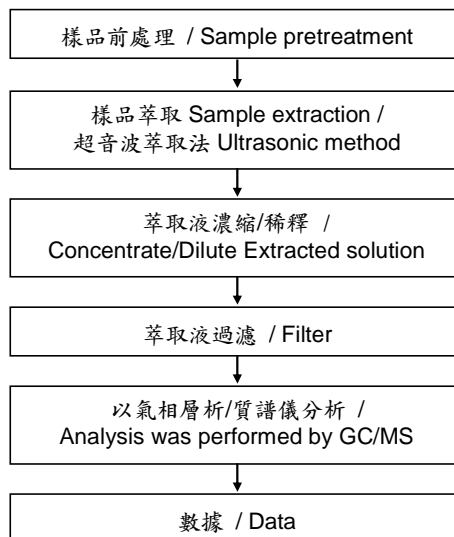 樣品前處理 / Sample pretreatment
樣品萃取 Sample extraction /
超音波萃取法 Ultrasonic method
萃取液濃縮/稀釋 /
Concentrate/Dilute Extracted solution
萃取液過濾 / Filter
以氣相層析/質譜儀分析 /
Analysis was performed by GC/MS
數據 / Data